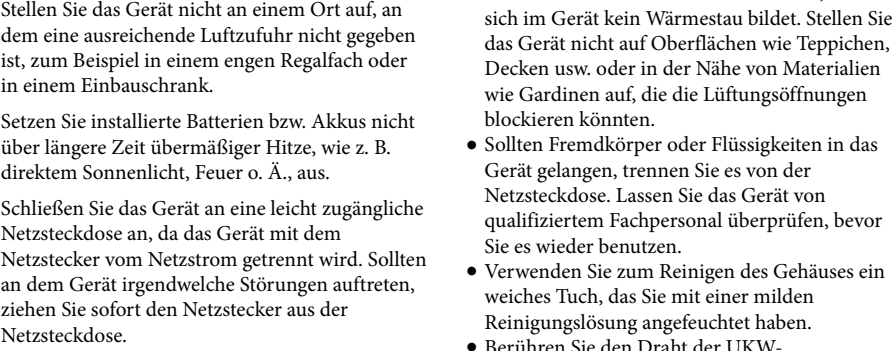 Stellen Sie das Gerät nicht an einem Ort auf, an
dem eine ausreichende Luftzufuhr nicht gegeben
ist, zum Beispiel in einem engen Regalfach oder
in einem Einbauschrank.
Setzen Sie installierte Batterien bzw. Akkus nicht
über längere Zeit übermäßiger Hitze, wie z. B.
direktem Sonnenlicht, Feuer o. Ä., aus.
Schließen Sie das Gerät an eine leicht zugängliche
Netzsteckdose an, da das Gerät mit dem
Netzstecker vom Netzstrom getrennt wird. Sollten
an dem Gerät irgendwelche Störungen auftreten,
ziehen Sie sofort den Netzstecker aus der
Netzsteckdose.
sich im Gerät kein Wärmestau bildet. Stellen Sie
das Gerät nicht auf Oberflächen wie Teppichen,
Decken usw. oder in der Nähe von Materialien
wie Gardinen auf, die die Lüftungsöffnungen
blockieren könnten.
• Sollten Fremdkörper oder Flüssigkeiten in das
Gerät gelangen, trennen Sie es von der
Netzsteckdose. Lassen Sie das Gerät von
qualifiziertem Fachpersonal überprüfen, bevor
Sie es wieder benutzen.
• Verwenden Sie zum Reinigen des Gehäuses ein
weiches Tuch, das Sie mit einer milden
Reinigungslösung angefeuchtet haben.
• Berühren Sie den Draht der UKW-